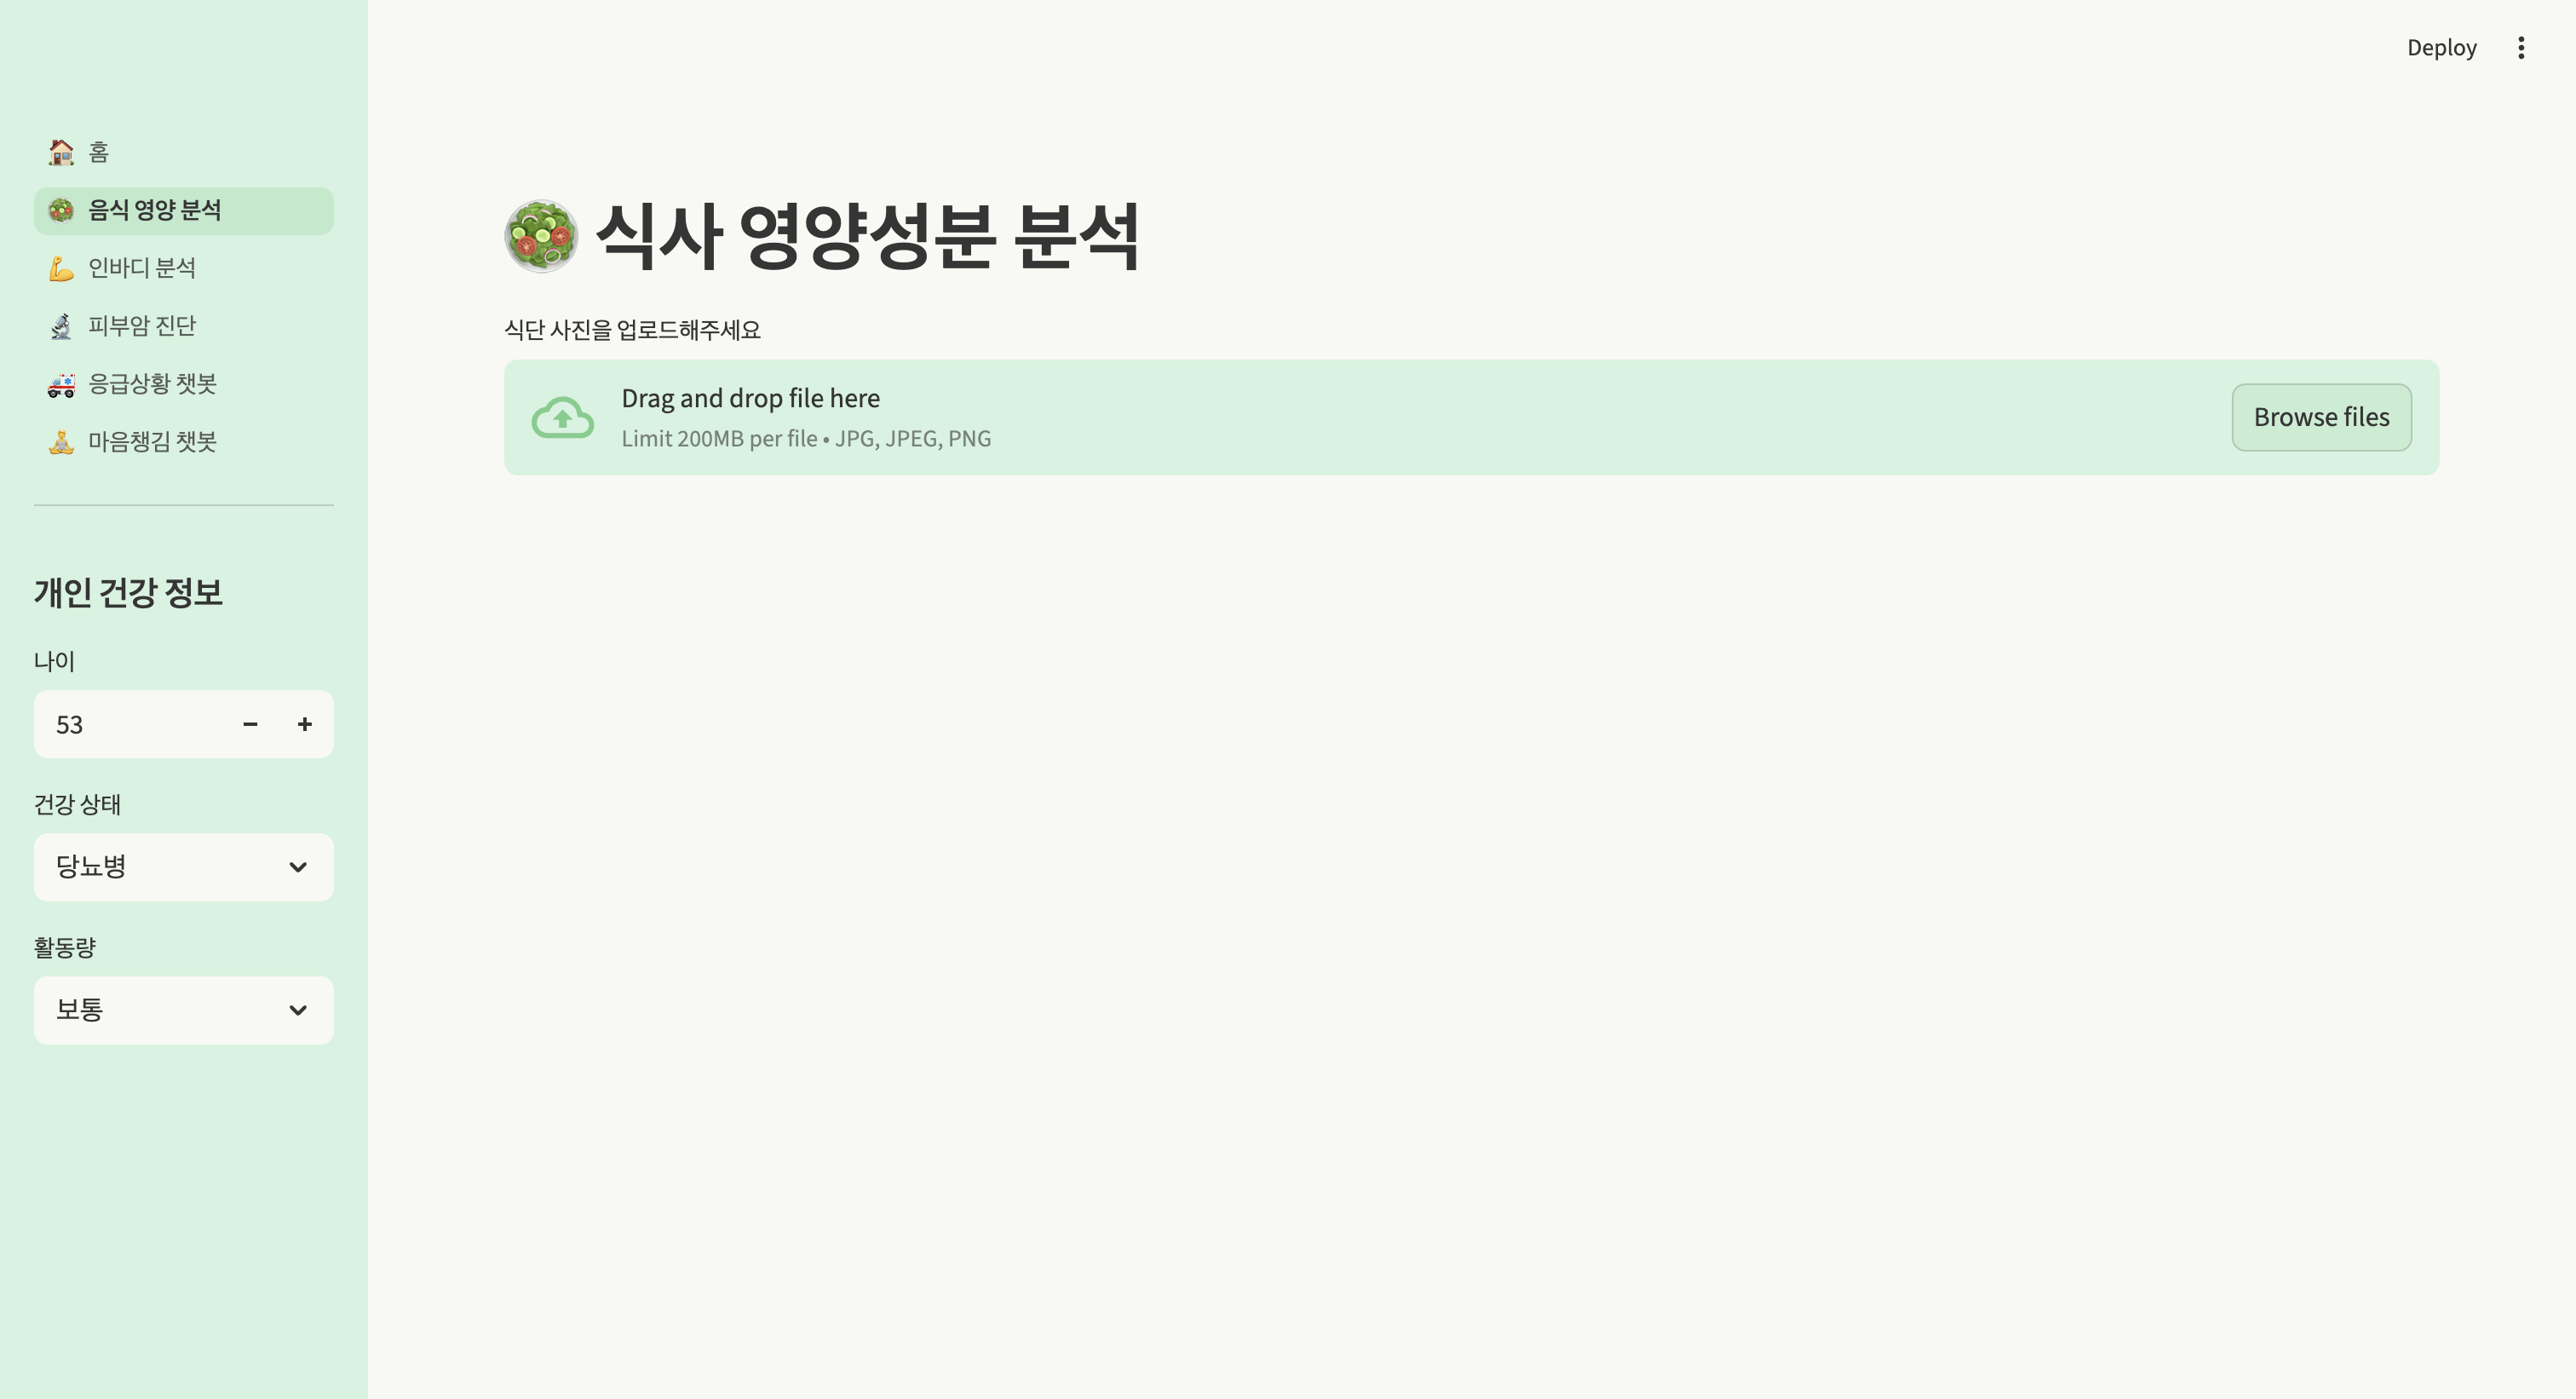 Deploy
홈
음식 영양 분석
인바디 분석
피부암 진단
응급상황 챗봇
마음챙김 챗봇
개인 건강 정보
나이
53
건강 상태
당뇨병
활동량
보통
식사 영양성분 분석
식단 사진을 업로드해주세요
Drag and drop file here
Limit 200MB per file • JPG, JPEG, PNG
Browse files